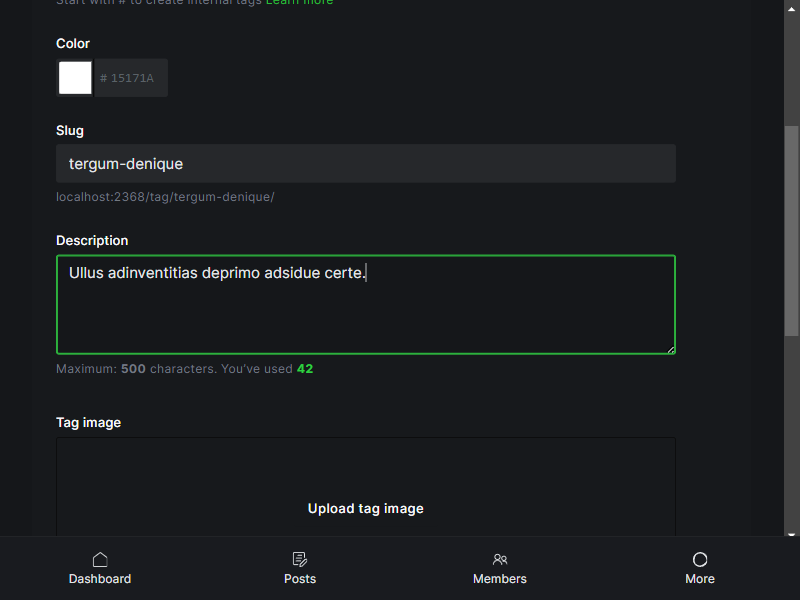 Start with # to create internal tags Learn more
Color
# 15171A
Slug
tergum-denique
localhost:2368/tag/tergum-denique/
Description
Ullus adinventitias deprimo adsidue certe.
Maximum: 500 characters. You've used 42
Tag image
Upload tag image
Dashboard
Posts
Members
More